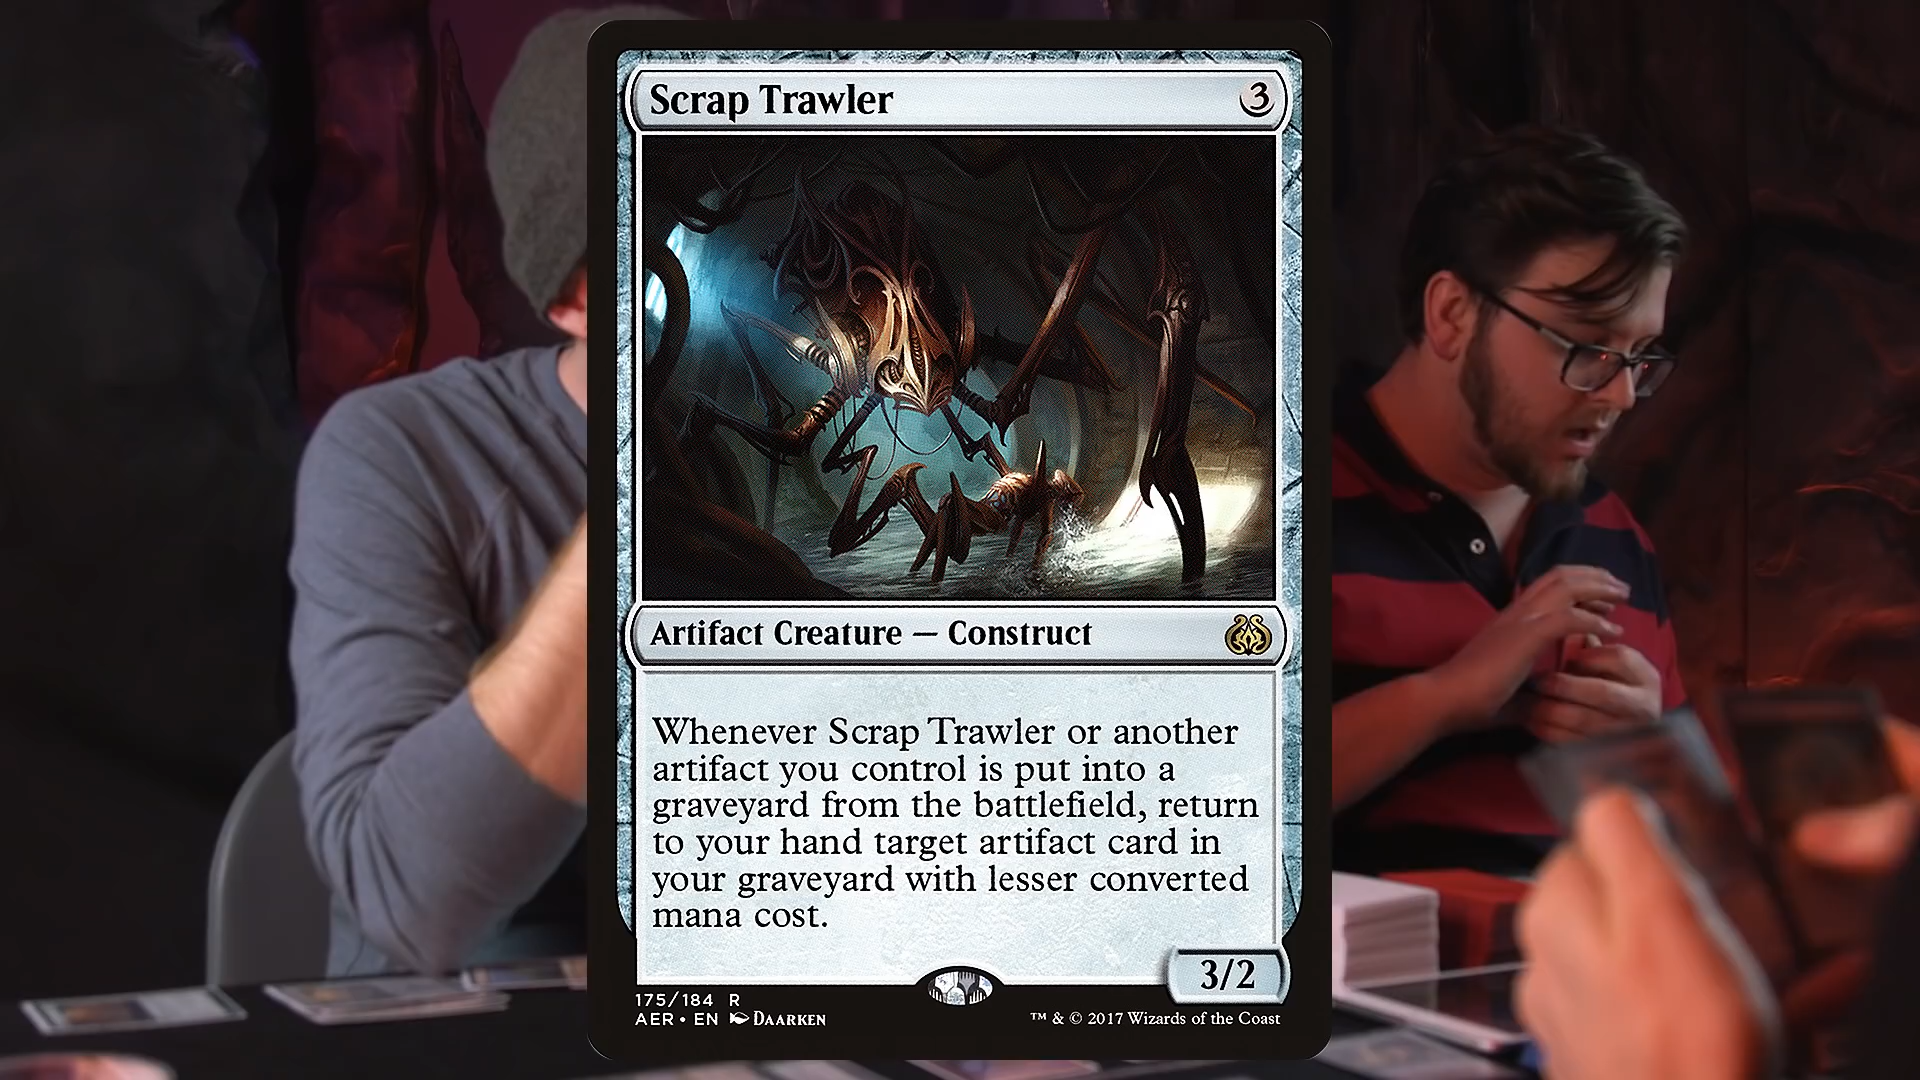 Scrap Trawler 3
Artifact Creature — Construct
Whenever Scrap Trawler or another
artifact you control is put into a
graveyard from the battlefield, return
to your hand target artifact card in
your graveyard with lesser converted
mana cost.
3/2
175/184 R
AER • EN DAARKEN
™ & © 2017 Wizards of the Coast